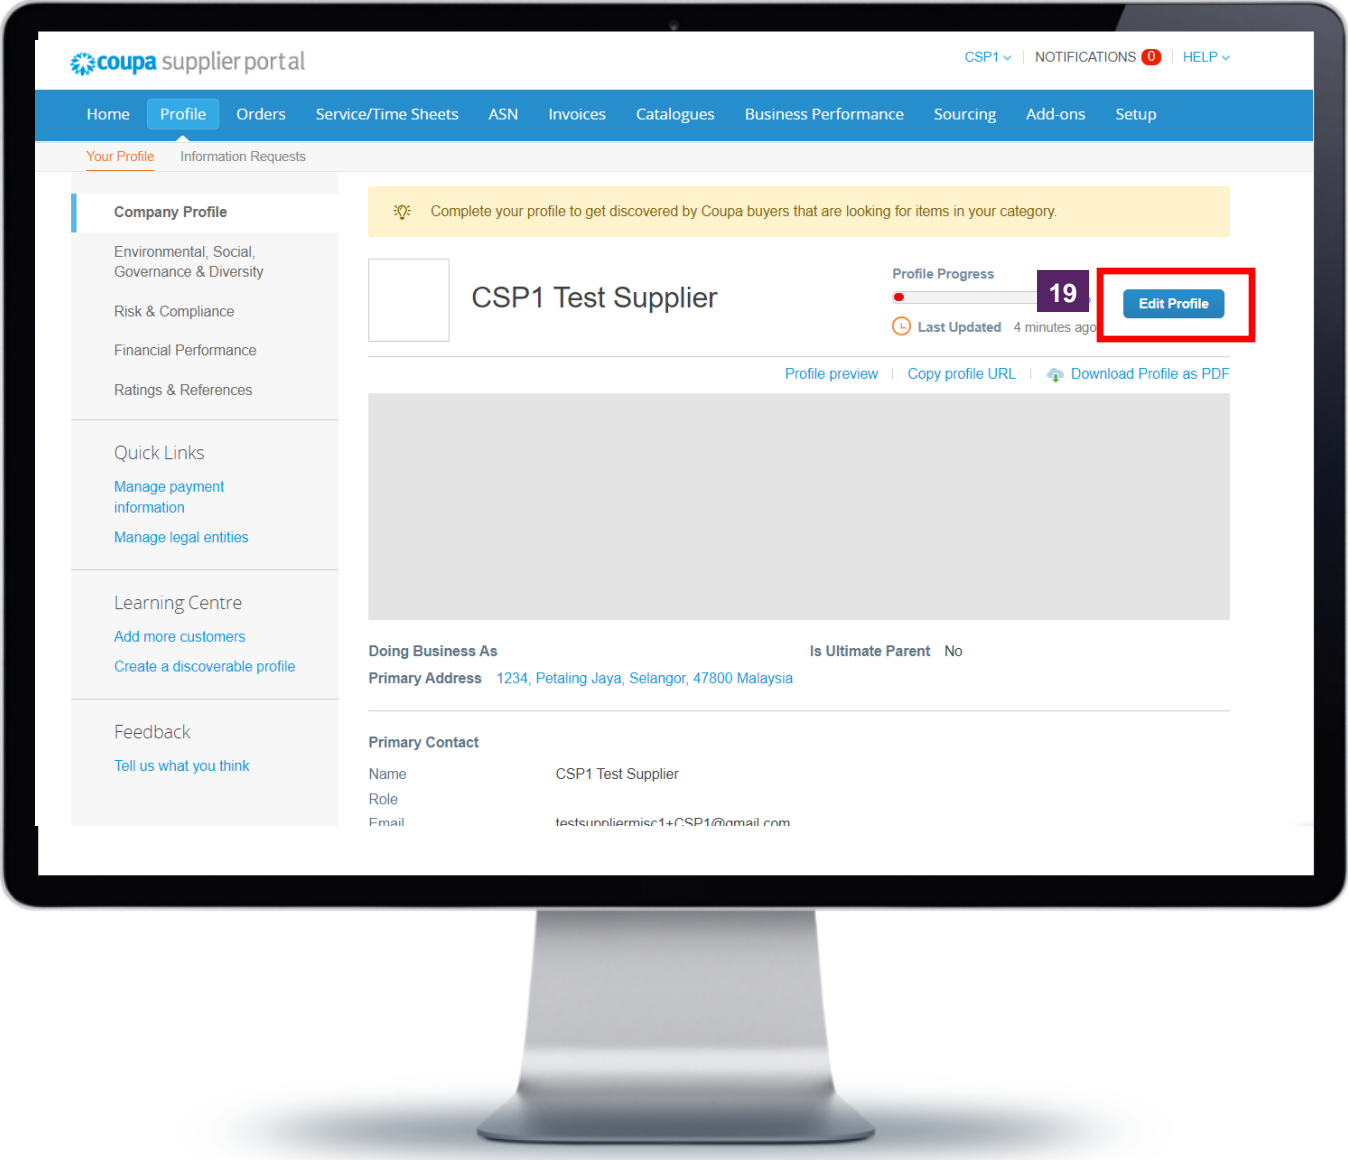 coupa supplier portal
CSP1 NOTIFICATIONS 0 HELP
Home Profile Orders Service/Time Sheets ASN Invoices Catalogues Business Performance Sourcing Add-ons Setup
Your Profile Information Requests
Company Profile
Environmental, Social,
Governance & Diversity
Risk & Compliance
Financial Performance
Ratings & References
Quick Links
Manage payment
information
Manage legal entities
Learning Centre
Add more customers
Create a discoverable profile
Feedback
Tell us what you think
Complete your profile to get discovered by Coupa buyers that are looking for items in your category.
CSP1 Test Supplier
Profile Progress
19
Edit Profile
Last Updated 4 minutes ago
Profile preview Copy profile URL Download Profile as PDF
Doing Business As
Is Ultimate Parent No
Primary Address 1234, Petaling Jaya, Selangor, 47800 Malaysia
Primary Contact
Name CSP1 Test Supplier
Role
Email testsuppliermisc1+CSP1@gmail.com